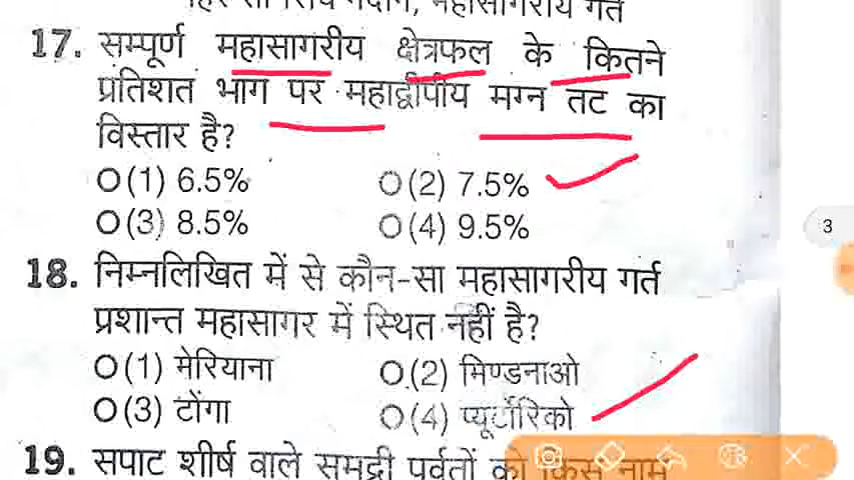 17. सम्पूर्ण महासागरीय क्षेत्रफल के कितने
प्रतिशत भाग पर महाद्वीपीय मग्न तट का
विस्तार है?
O (1) 6.5% O (2) 7.5%
O (3) 8.5% O (4) 9.5%
3
18. निम्नलिखित में से कौन-सा महासागरीय गर्त
प्रशान्त महासागर में स्थित नहीं है?
O (1) मेरियाना O (2) मिण्डनाओ
O (3) टोंगा O (4) प्यूर्टोरिको
19. सपाट शीर्ष वाले समुद्री पर्वतों को किस नाम